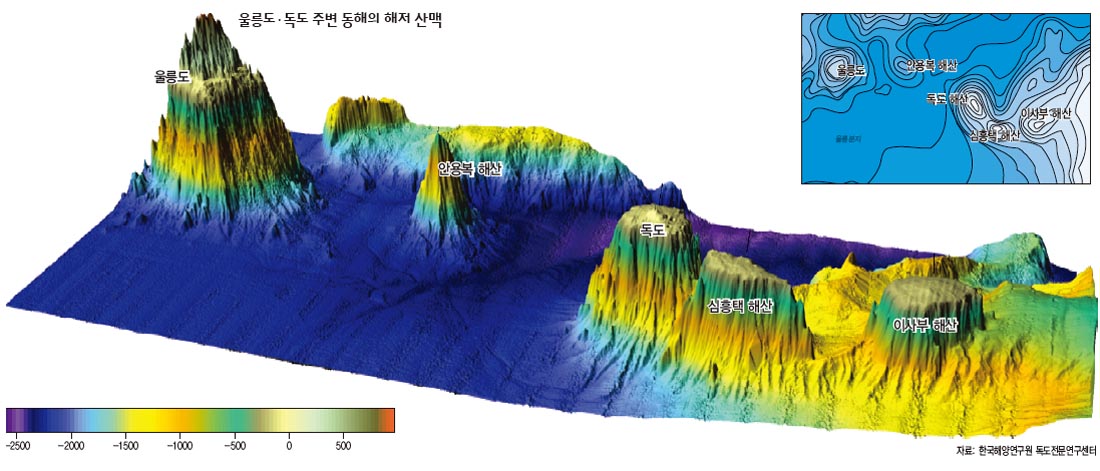 울릉도·독도 주변 동해의 해저 산맥
울릉도
안용복 해산
독도
심흥택 해산
이사부 해산
울릉도
안용복 해산
독도 해산
이사부 해산
심흥택 해산
울릉분지
-2500 -2000 -1500 -1000 -500 0 500
자료: 한국해양연구원 독도전문연구센터